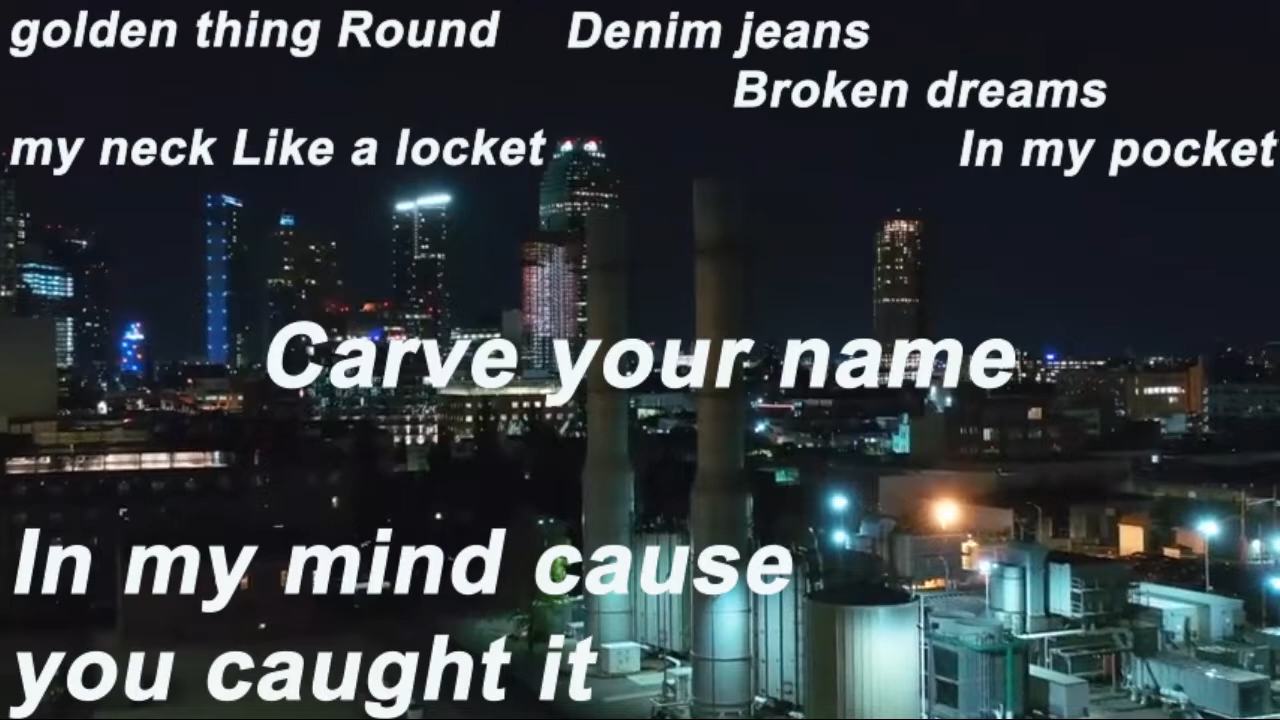 golden thing Round
my neck Like a locket
Denim jeans
Broken dreams
In my pocket
Carve your name
In my mind cause
you caught it